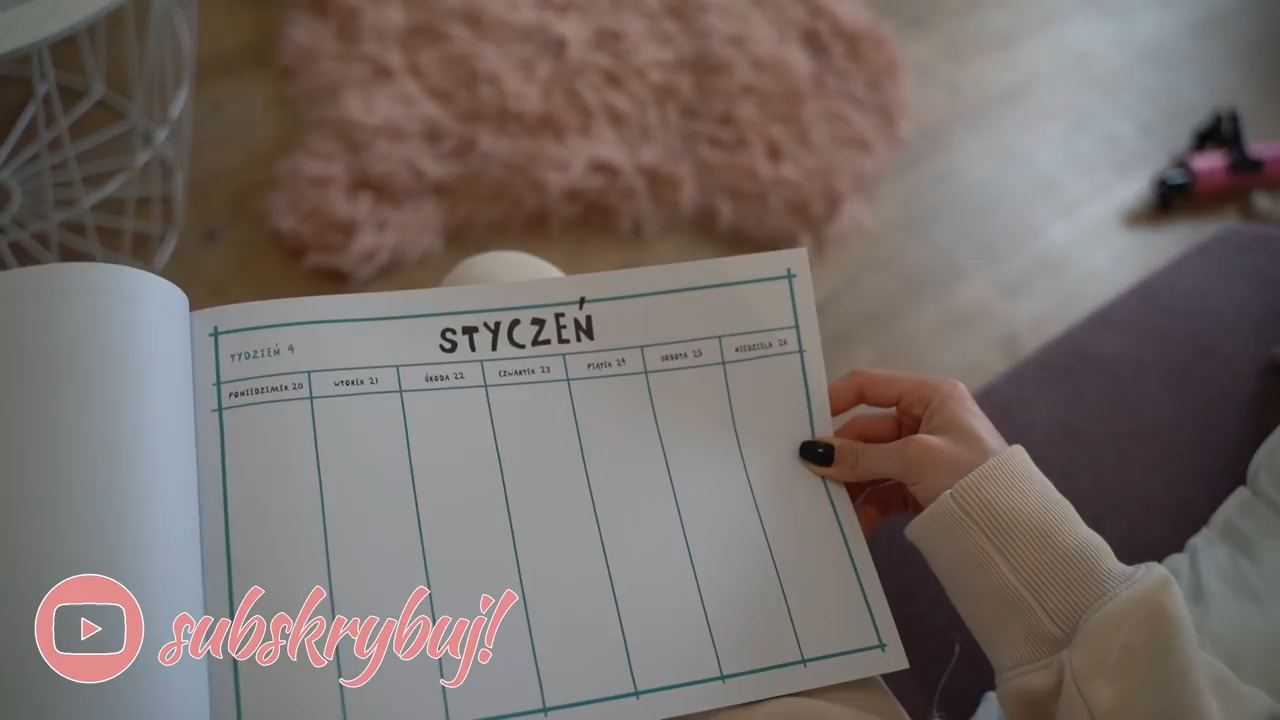 STYCZEŃ
TYDZIEŃ 4
PONIEDZIAŁEK 20 WTOREK 21 ŚRODA 22 CZWARTEK 23 PIĄTEK 24 SOBOTA 25 NIEDZIELA 26
subskrybuj!